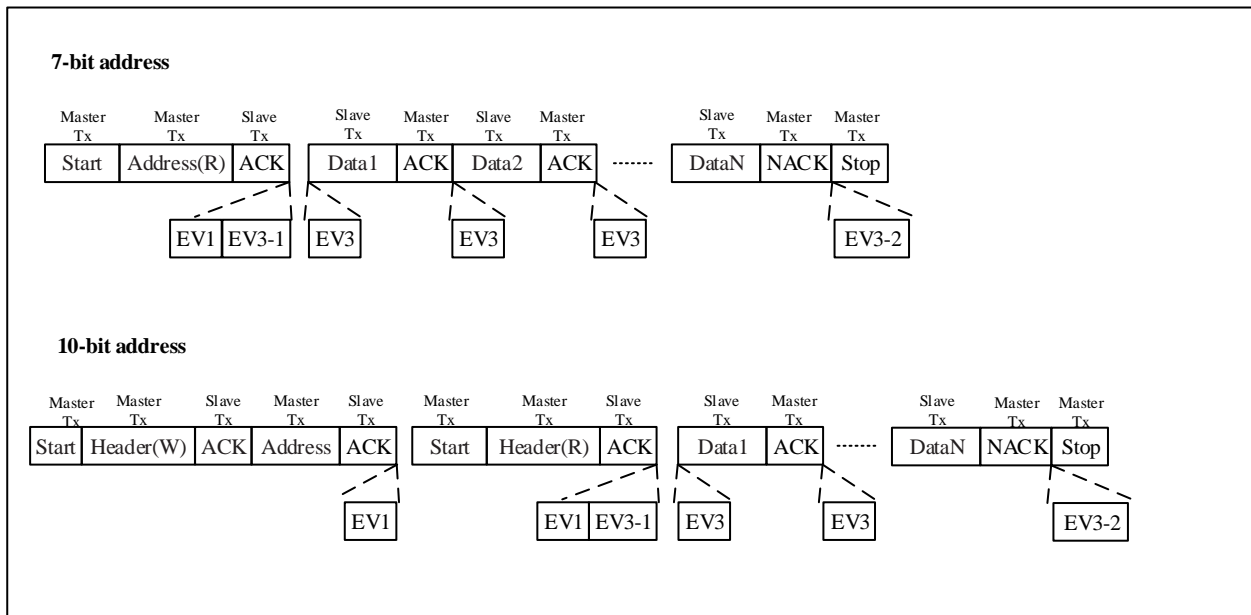 7-bit address
Master Master Slave Slave Master Slave Master Slave Master Master
Tx Tx Tx Tx Tx Tx Tx Tx Tx Tx
Start Address(R) ACK Data1 ACK Data2 ACK DataN NACK Stop
EV1 EV3-1 EV3 EV3 EV3 EV3-2
10-bit address
Master Master Slave Master Slave Master Master Slave Slave Master Slave Master Master
Tx Tx Tx Tx Tx Tx Tx Tx Tx Tx Tx Tx Tx
Start Header(W) ACK Address ACK Start Header(R) ACK Data1 ACK DataN NACK Stop
EV1 EV1 EV3-1 EV3 EV3 EV3-2